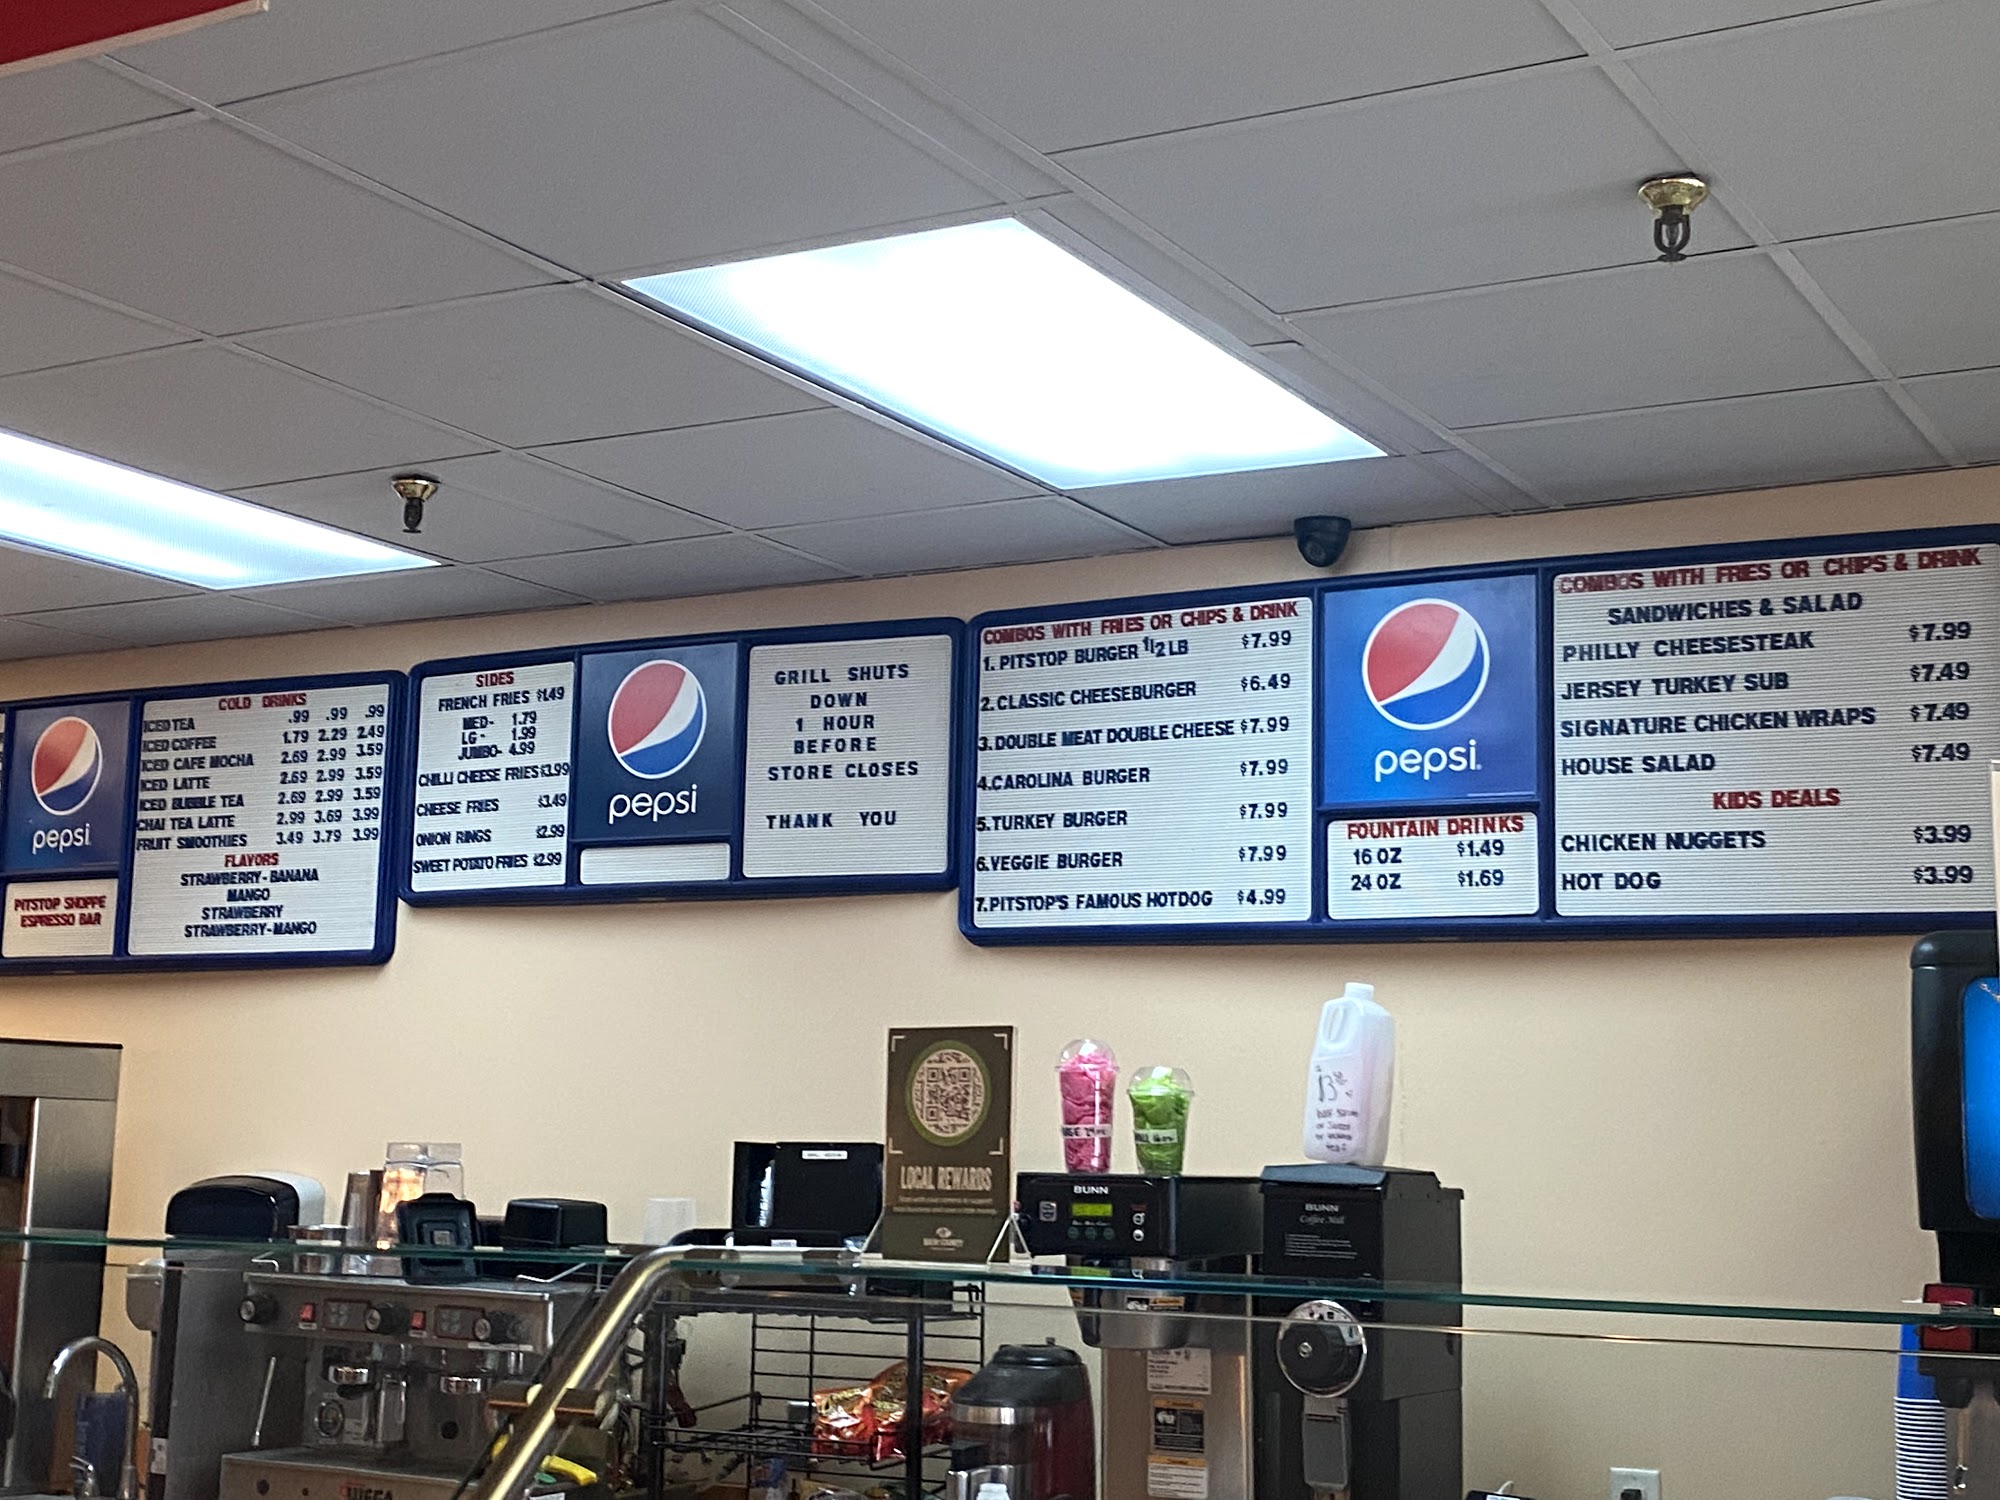 pepsi
PITSTOP SHOPPE
ESPRESSO BAR
COLD DRINKS
ICED TEA .99 .99 .99
ICED COFFEE 1.79 2.29 2.49
ICED CAFE MOCHA 2.69 2.99 3.59
ICED LATTE 2.69 2.99 3.59
ICED BUBBLE TEA 2.69 2.99 3.59
CHAI TEA LATTE 2.99 3.69 3.99
FRUIT SMOOTHIES 3.49 3.79 3.99
FLAVORS
STRAWBERRY-BANANA
MANGO
STRAWBERRY
STRAWBERRY-MANGO
SIDES
FRENCH FRIES $1.49
MED- 1.79
LG- 1.99
JUMBO- 4.99
CHILLI CHEESE FRIES $3.99
CHEESE FRIES $3.49
ONION RINGS $2.99
SWEET POTATO FRIES $2.99
pepsi
GRILL SHUTS
DOWN
1 HOUR
BEFORE
STORE CLOSES
THANK YOU
COMBOS WITH FRIES OR CHIPS & DRINK
1. PITSTOP BURGER 1/2 LB $7.99
2. CLASSIC CHEESEBURGER $6.49
3. DOUBLE MEAT DOUBLE CHEESE $7.99
4. CAROLINA BURGER $7.99
5. TURKEY BURGER $7.99
6. VEGGIE BURGER $7.99
7. PITSTOP'S FAMOUS HOTDOG $4.99
pepsi
FOUNTAIN DRINKS
16 OZ $1.49
24 OZ $1.69
COMBOS WITH FRIES OR CHIPS & DRINK
SANDWICHES & SALAD
PHILLY CHEESESTEAK $7.99
JERSEY TURKEY SUB $7.49
SIGNATURE CHICKEN WRAPS $7.49
HOUSE SALAD $7.49
KIDS DEALS
CHICKEN NUGGETS $3.99
HOT DOG $3.99
LOCAL REWARDS
BUNN
BUNN
Coffee Mill